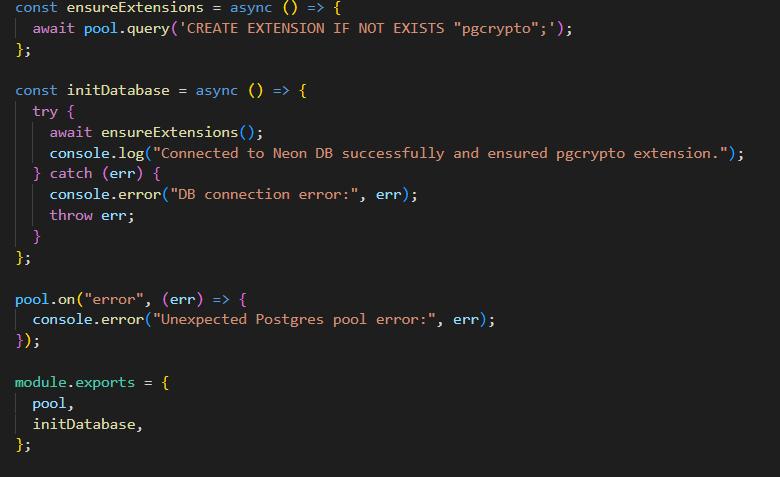 const ensureExtensions = async () => {
  await pool.query('CREATE EXTENSION IF NOT EXISTS "pgcrypto";');
};

const initDatabase = async () => {
  try {
    await ensureExtensions();
    console.log("Connected to Neon DB successfully and ensured pgcrypto extension.");
  } catch (err) {
    console.error("DB connection error:", err);
    throw err;
  }
};

pool.on("error", (err) => {
  console.error("Unexpected Postgres pool error:", err);
});

module.exports = {
  pool,
  initDatabase,
};